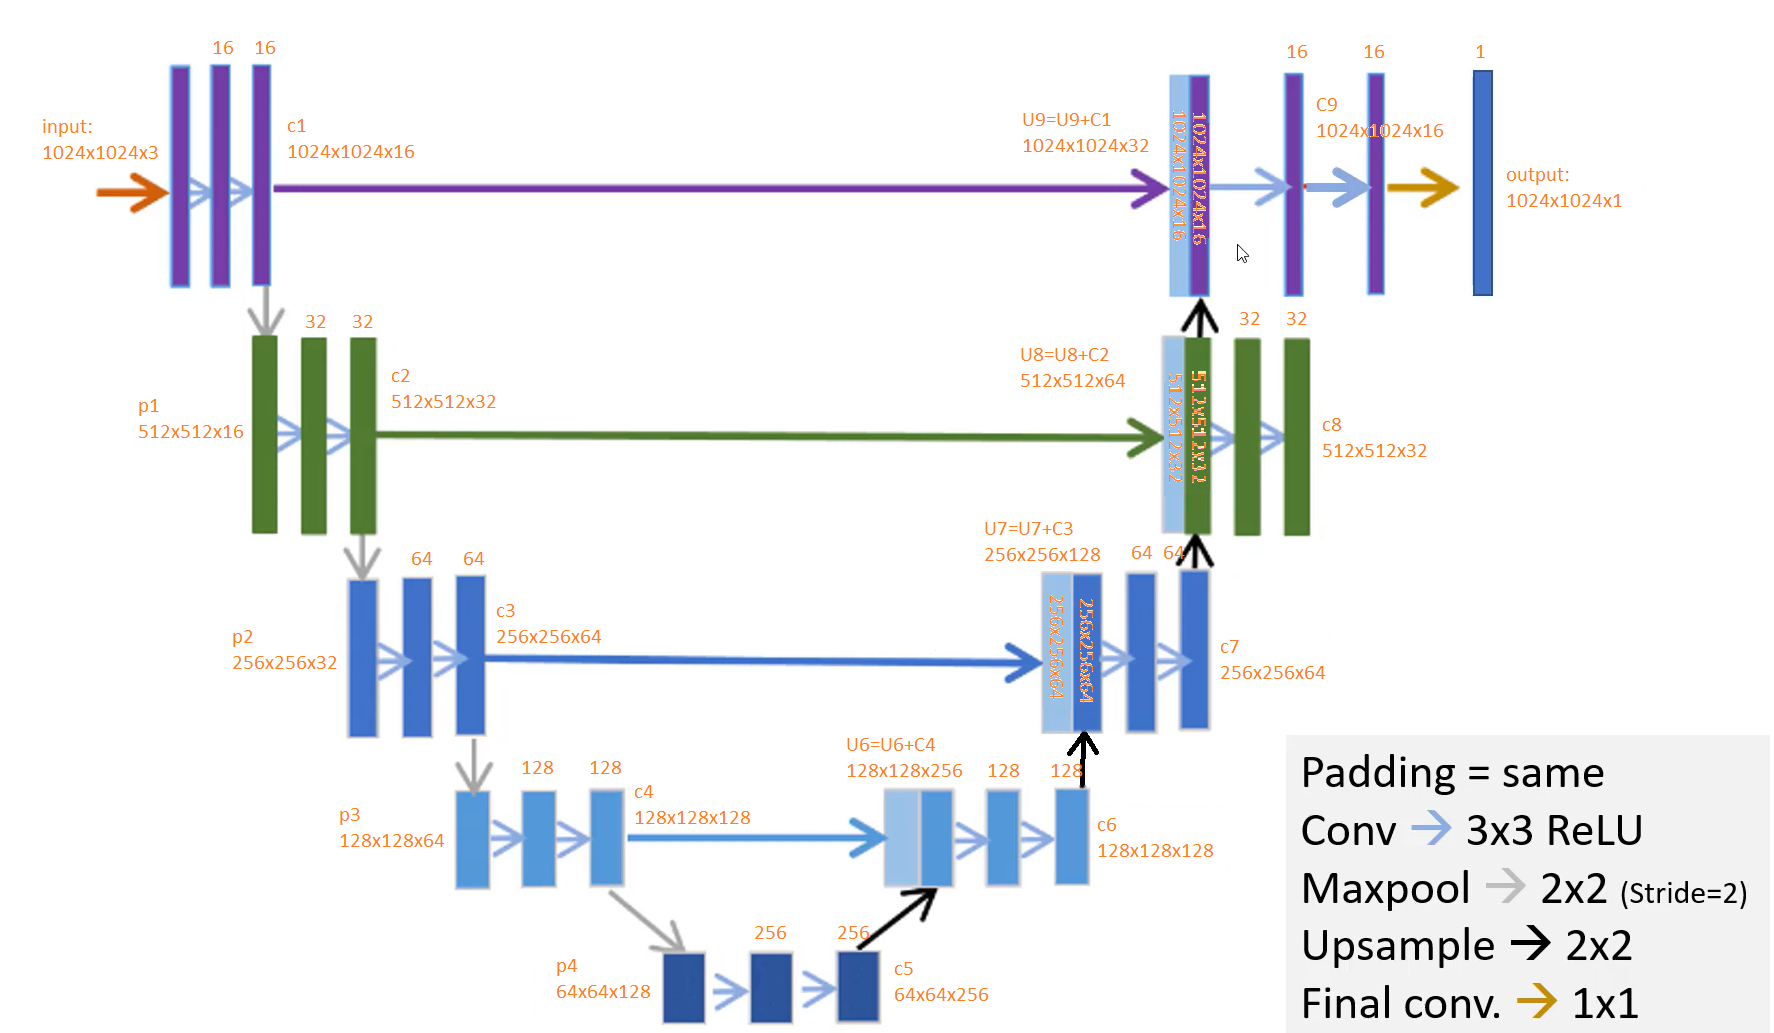 16 16
input:
1024x1024x3
c1
1024x1024x16
U9=U9+C1
1024x1024x32
1024x1024x16
1024x1024x16
16 16 1
C9
1024x1024x16
output:
1024x1024x1
p1
512x512x16
32 32
c2
512x512x32
U8=U8+C2
512x512x64
512x512x32
512x512x32
32 32
c8
512x512x32
p2
256x256x32
64 64
c3
256x256x64
U7=U7+C3
256x256x128
256x256x64
256x256x64
64 64
c7
256x256x64
p3
128x128x64
128 128
c4
128x128x128
U6=U6+C4
128x128x256
128 128
c6
128x128x128
p4
64x64x128
256 256
c5
64x64x256
Padding = same
Conv → 3x3 ReLU
Maxpool → 2x2 (Stride=2)
Upsample → 2x2
Final conv. → 1x1